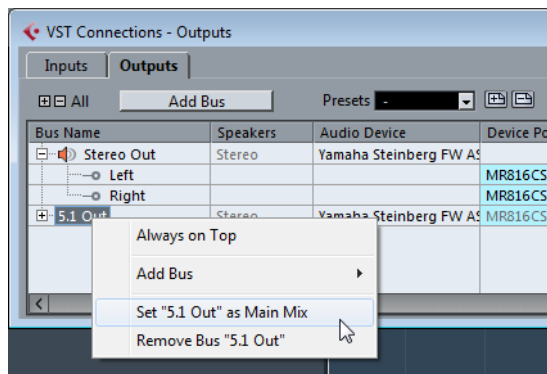 VST Connections - Outputs
Inputs Outputs
All Add Bus Presets -
Bus Name Speakers Audio Device Device Po
Stereo Out Stereo Yamaha Steinberg FW AS
Left MR816CS
Right MR816CS
5.1 Out Stereo Yamaha Steinberg FW AS MR816CS
Always on Top
Add Bus
Set "5.1 Out" as Main Mix
Remove Bus "5.1 Out"